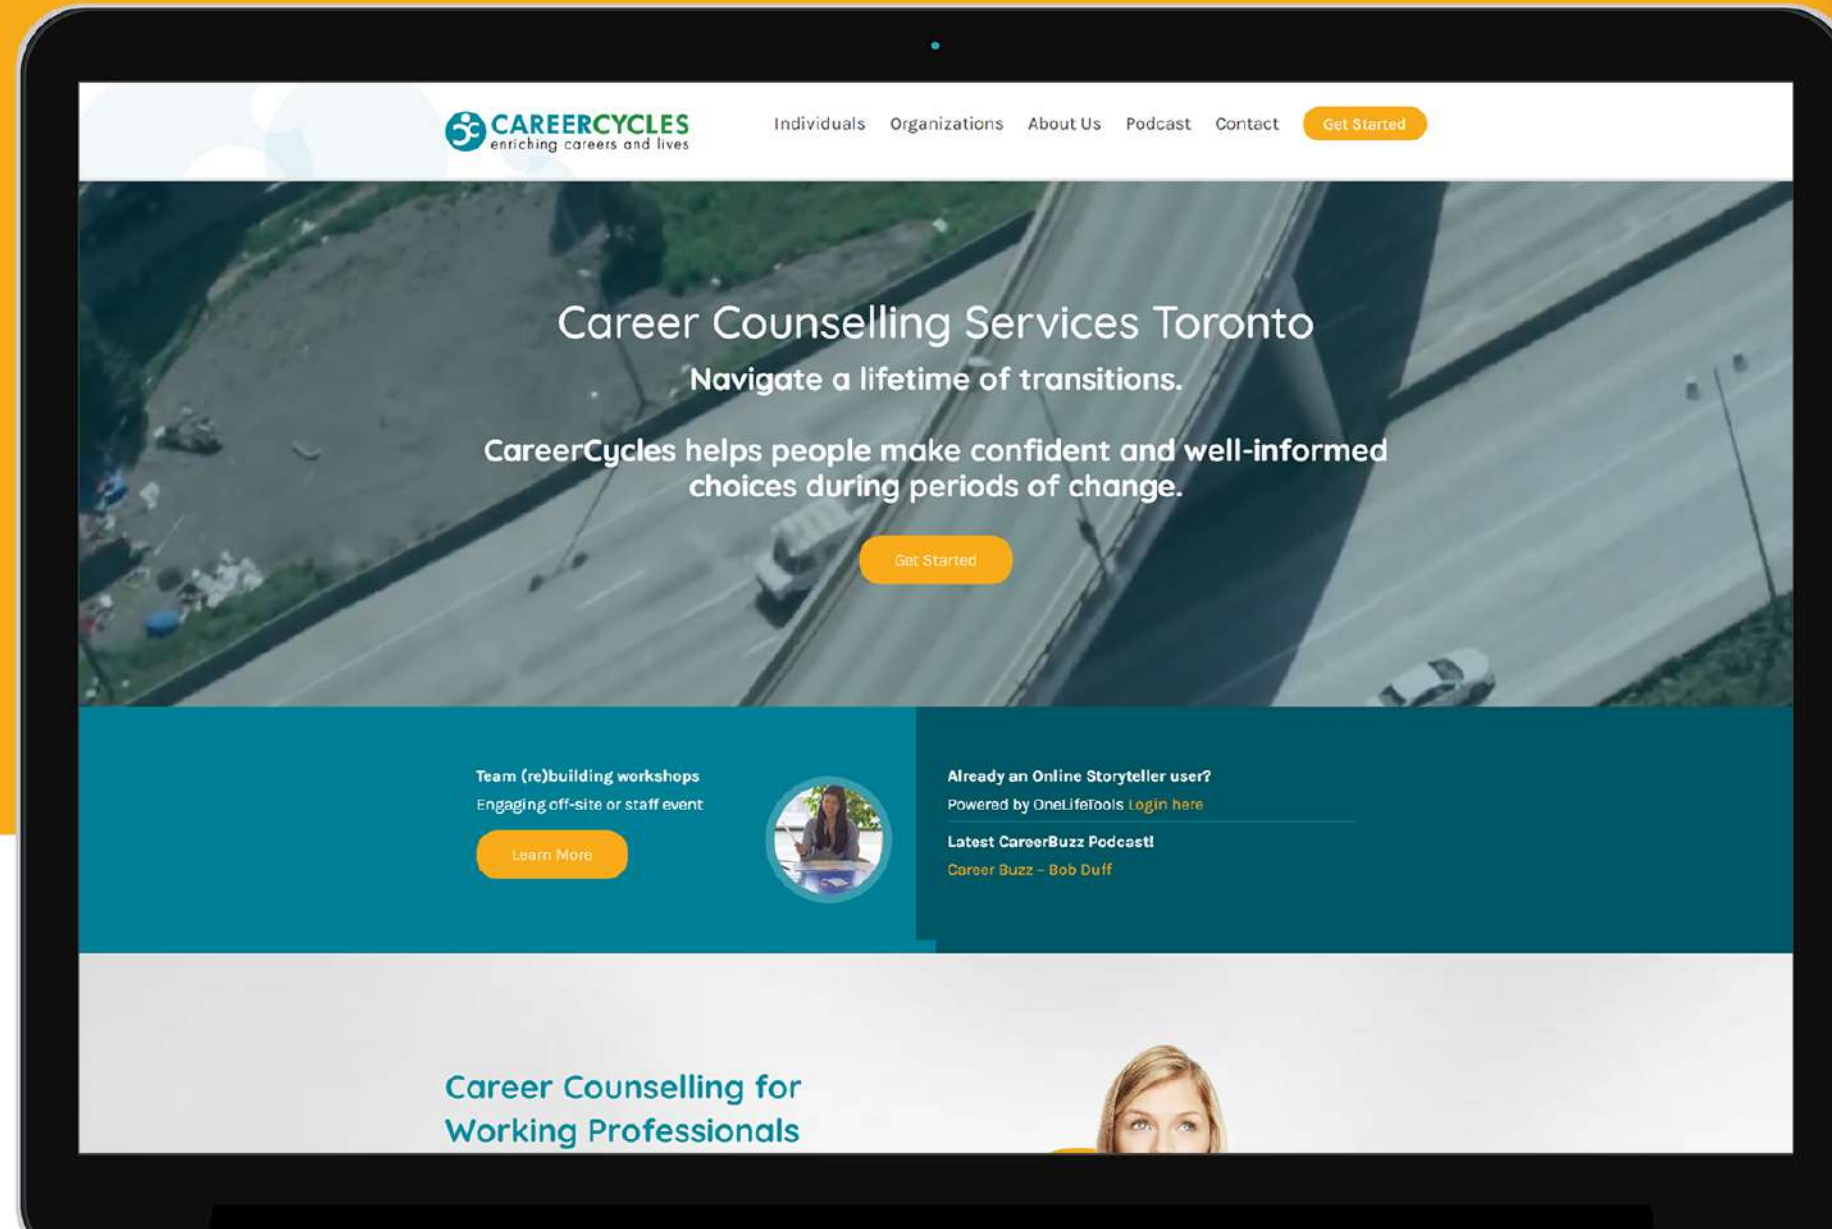 CAREERCYCLES
enriching careers and lives
Individuals Organizations About Us Podcast Contact Get Started
Career Counselling Services Toronto
Navigate a lifetime of transitions.
CareerCycles helps people make confident and well-informed
choices during periods of change.
Get Started
Team (re)building workshops
Engaging off-site or staff event
Learn More
Already an Online Storyteller user?
Powered by OneLifeTools Login here
Latest CareerBuzz Podcast!
Career Buzz – Bob Duff
Career Counselling for
Working Professionals